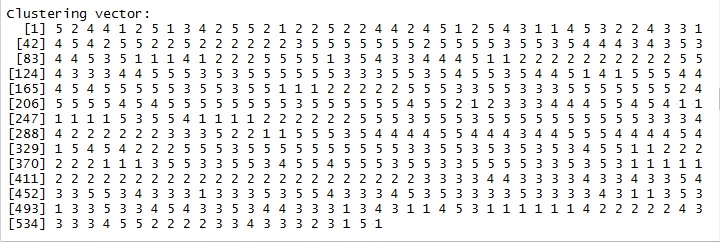 Clustering vector:
[1] 5 2 4 4 1 2 5 1 3 4 2 5 5 2 1 2 2 5 2 2 4 4 2 4 5 1 2 5 4 3 1 1 4 5 3 2 2 4 3 3 1
[42] 4 5 4 2 5 5 2 2 5 2 2 2 2 2 2 3 5 5 5 5 5 5 5 2 5 5 5 2 5 3 5 5 3 5 4 4 4 3 4 3 5 3
[83] 4 4 5 3 5 1 1 1 4 1 2 2 2 5 5 5 5 1 3 5 4 3 3 4 4 4 5 1 1 2 2 2 2 2 2 2 2 2 2 5 5
[124] 4 4 3 3 3 4 4 5 5 5 3 5 3 5 5 5 5 5 5 3 3 3 5 5 3 5 4 5 5 3 5 4 4 5 1 4 1 5 5 5 4 4
[165] 4 5 4 5 5 5 5 5 3 5 5 3 5 5 1 1 1 2 2 2 2 2 5 5 5 3 3 5 5 3 3 5 5 5 3 5 5 5 5 2 4
[206] 5 5 5 5 4 5 4 5 5 5 5 5 5 5 3 5 3 5 5 5 5 5 4 5 5 2 1 2 3 3 3 4 4 4 5 5 4 5 4 1 1
[247] 1 1 1 1 5 3 5 5 4 1 1 1 1 2 2 2 2 2 2 5 5 5 3 5 5 3 5 5 5 5 5 5 5 5 5 5 3 3 3 4
[288] 4 2 2 2 2 2 2 3 3 3 5 2 2 1 1 5 5 5 3 5 4 4 4 4 5 5 4 4 4 3 4 4 5 5 4 4 4 4 5 4
[329] 1 5 4 5 4 2 2 2 5 5 5 3 5 5 5 5 5 5 5 5 5 3 3 5 5 3 5 5 3 5 3 5 3 4 2 5 5 1 1 2 2 2
[370] 2 2 2 1 1 1 3 5 5 3 3 5 5 3 4 5 5 4 5 5 5 3 5 5 3 5 5 5 5 5 3 3 5 3 5 3 1 1 1 1 1
[411] 2 2 2 2 2 2 2 2 2 2 2 2 2 2 2 2 2 2 2 2 3 3 3 3 4 4 3 3 3 3 4 3 3 4 3 3 5 4
[452] 3 3 5 5 3 4 3 3 3 1 3 3 3 5 3 5 5 4 3 3 3 4 5 3 5 3 3 3 5 3 3 3 3 4 3 1 1 3 5 3
[493] 1 3 3 5 3 3 4 5 4 3 3 5 3 4 4 3 3 3 1 3 4 3 1 1 4 5 3 1 1 1 1 1 1 4 2 2 2 2 2 4 3
[534] 3 3 3 4 5 5 2 2 2 2 3 3 4 3 3 3 2 3 1 5 1